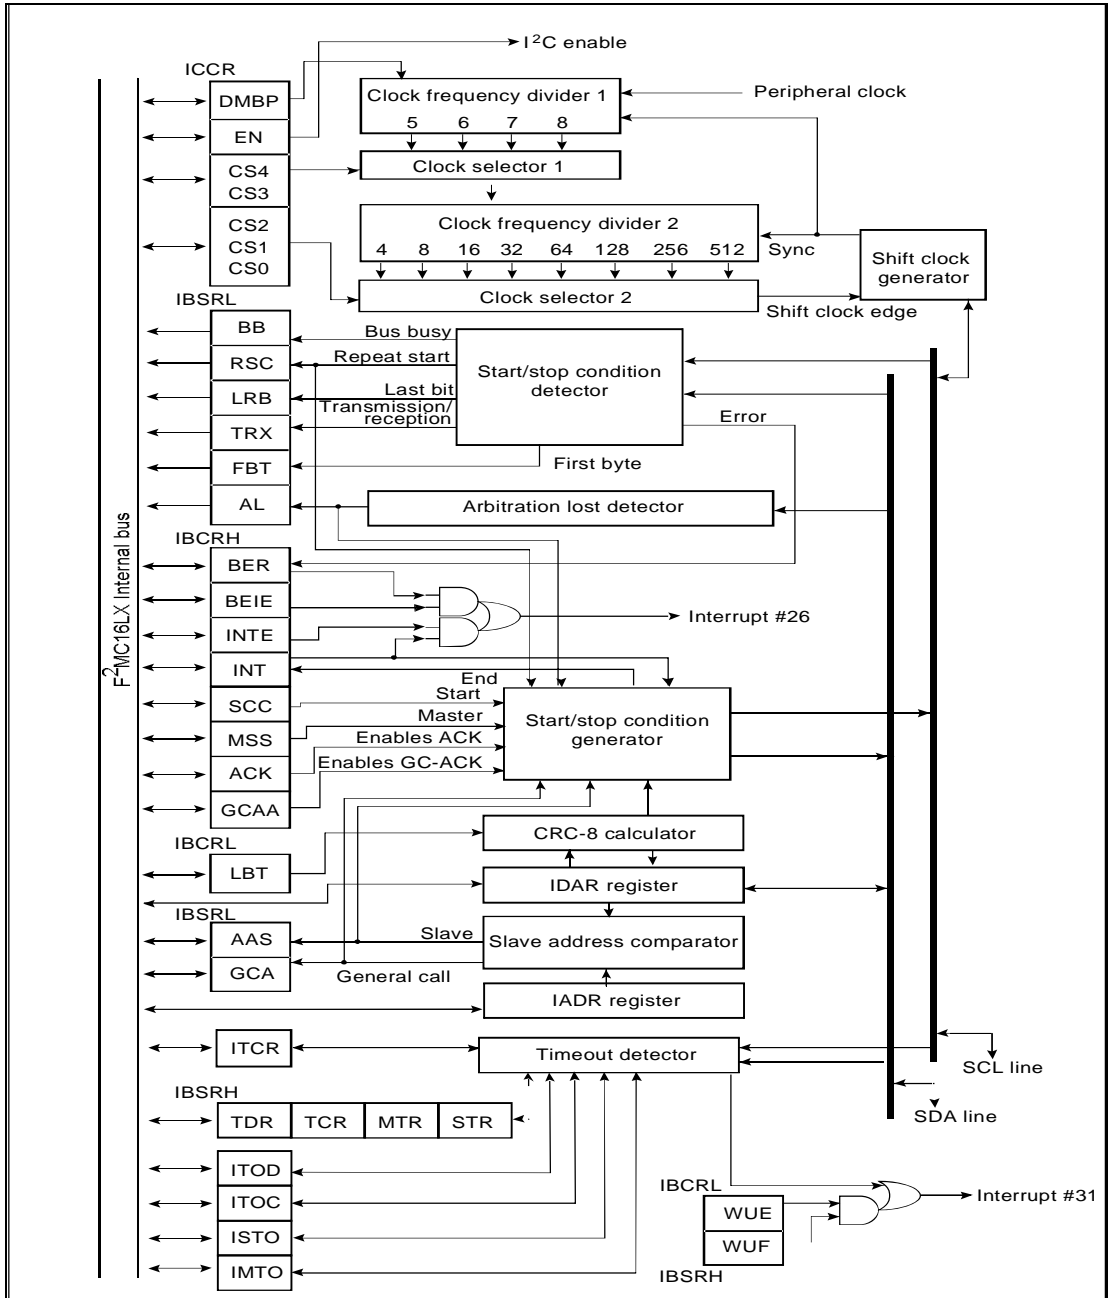 I²C enable
ICCR
DMBP
Clock frequency divider 1
Peripheral clock
5 6 7 8
EN
CS4
CS3
Clock selector 1
CS2
CS1
CS0
Clock frequency divider 2
4 8 16 32 64 128 256 512
Sync
Shift clock
generator
Clock selector 2
Shift clock edge
IBSRL
BB
Bus busy
RSC
Repeat start
Start/stop condition
detector
LRB
Last bit
TRX
Transmission/
reception
Error
FBT
First byte
AL
Arbitration lost detector
F²MC16LX Internal bus
IBCRH
BER
BEIE
INTE
INT
Interrupt #26
End
SCC
Start
MSS
Master
Start/stop condition
generator
ACK
Enables ACK
GCAA
Enables GC-ACK
IBCRL
LBT
CRC-8 calculator
IDAR register
IBSRL
AAS
Slave
Slave address comparator
GCA
General call
IADR register
ITCR
Timeout detector
SCL line
IBSRH
TDR TCR MTR STR
SDA line
ITOD
ITOC
ISTO
IMTO
IBCRL
WUE
WUF
IBSRH
Interrupt #31